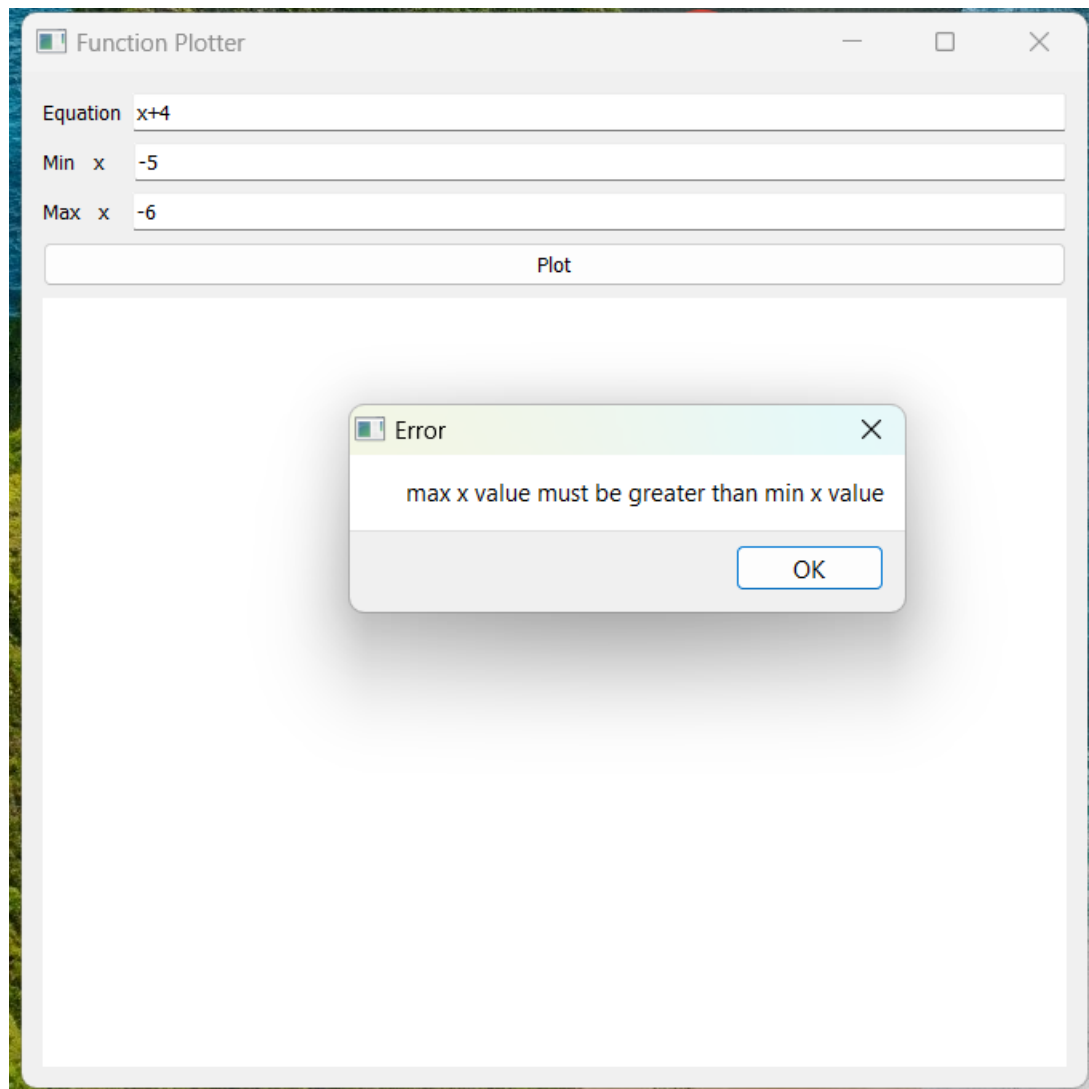 Function Plotter
Equation x+4
Min x -5
Max x -6
Plot
Error
max x value must be greater than min x value
OK